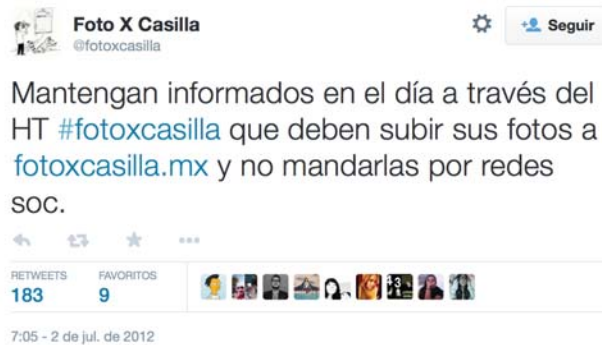 Foto X Casilla
@fotoxcasilla
Seguir
Mantengan informados en el día a través del
HT #fotoxcasilla que deben subir sus fotos a
fotoxcasilla.mx y no mandarlas por redes
soc.
RETWEETS FAVORITOS
183 9
7:05 - 2 de jul. de 2012